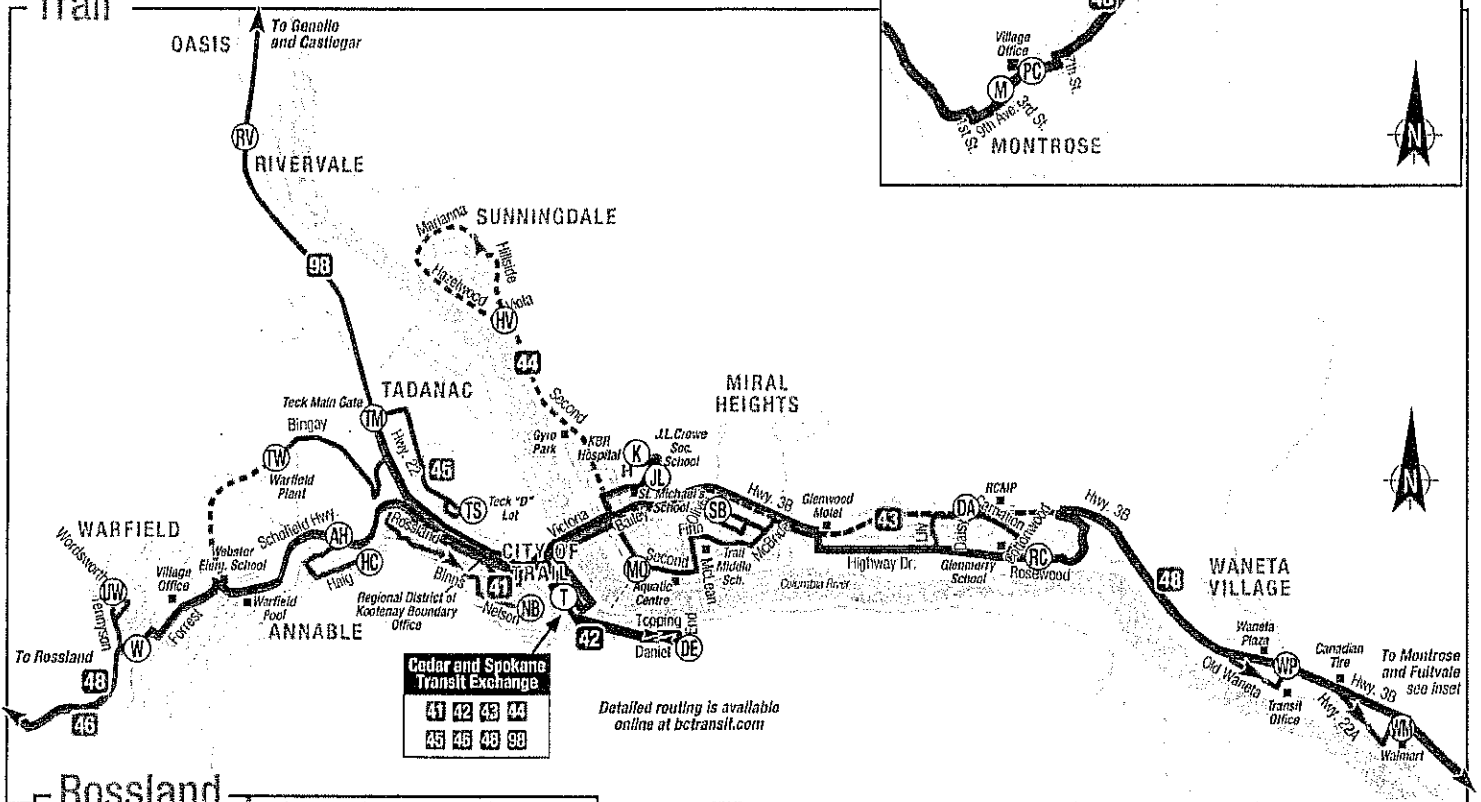 Trail
To Genelle
and Castlegar
OASIS
RV
RIVERVALE
98
Village
Office
PC
M
7th St.
3rd St.
9th Ave.
1st St.
MONTROSE
N
SUNNINGDALE
Marianna
Hillside
Hazelwood
Viola
HV
44
Second
TADANAC
Teck Main Gate
TM
Bingay
Hwy. 22
45
TW
Warfield
Plant
TS
Teck "D"
Lot
Gyro
Park
KBR
Hospital
K
H
J.L.Crowe
Sec.
School
JL
St. Michael's
School
MIRAL
HEIGHTS
N
WARFIELD
Wordsworth
UW
Tennyson
Village
Office
Webster
Elem. School
Schofield Hwy.
AH
HC
Haig
Warfield
Pool
ANNABLE
Forrest
W
To Rossland
48
46
Rossland
Binns
41
Nelson
NB
Regional District of
Kootenay Boundary
Office
CITY OF
TRAIL
T
Victoria
Bailey
MO
Second
Aquatic
Centre
Olive
SB
Fifth
Trail
Middle
Sch.
McLean
McBride
Hwy. 3B
Glenwood
Motel
43
Columbia River
Highway Dr.
Lily
Daisy
DA
Carnation
RCMP
Cottonwood
Glenmerry
School
RC
Rosewood
Hwy. 3B
48
WANETA
VILLAGE
Waneta
Plaza
WP
Old Waneta
Transit
Office
Canadian
Tire
Hwy. 3B
Hwy. 22A
WM
Walmart
To Montrose
and Fuitvale
see inset
42
Topping
Daniel
End
DE
Cedar and Spokane
Transit Exchange
41 42 43 44
45 46 48 98
Detailed routing is available
online at bctransit.com
Rossland